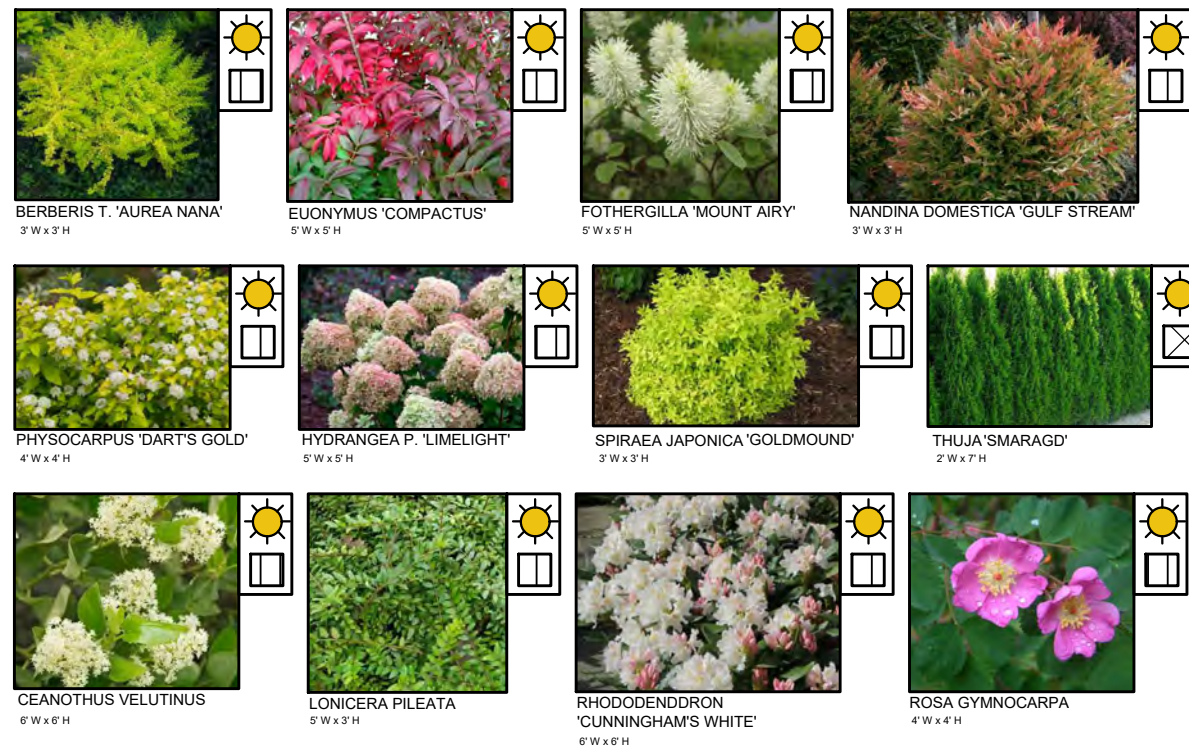 BERBERIS T. 'AUREA NANA'
3' W x 3' H
EUONYMUS 'COMPACTUS'
5' W x 5' H
FOTHERGILLA 'MOUNT AIRY'
5' W x 5' H
NANDINA DOMESTICA 'GULF STREAM'
3' W x 3' H
PHYSOCARPUS 'DART'S GOLD'
4' W x 4' H
HYDRANGEA P. 'LIMELIGHT'
5' W x 5' H
SPIRAEA JAPONICA 'GOLDMOUND'
3' W x 3' H
THUJA 'SMARAGD'
2' W x 7' H
CEANOTHUS VELUTINUS
6' W x 6' H
LONICERA PILEATA
5' W x 3' H
RHODODENDDRON
'CUNNINGHAM'S WHITE'
6' W x 6' H
ROSA GYMNOCARPA
4' W x 4' H